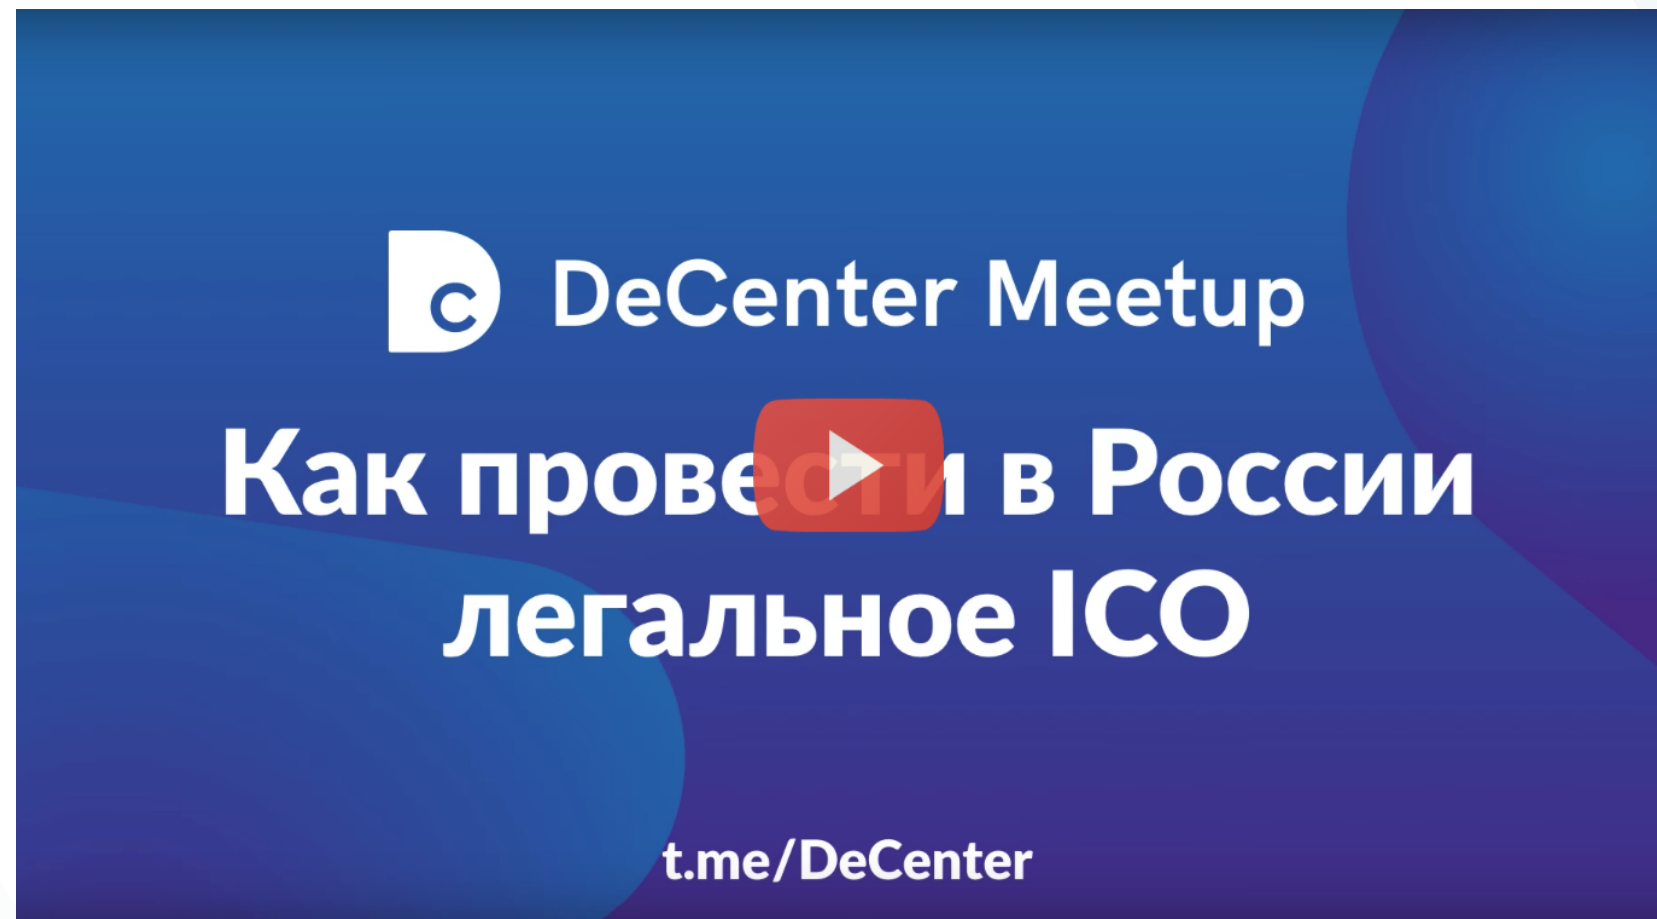 DeCenter Meetup
Как провести в России
легальное ICO
t.me/DeCenter